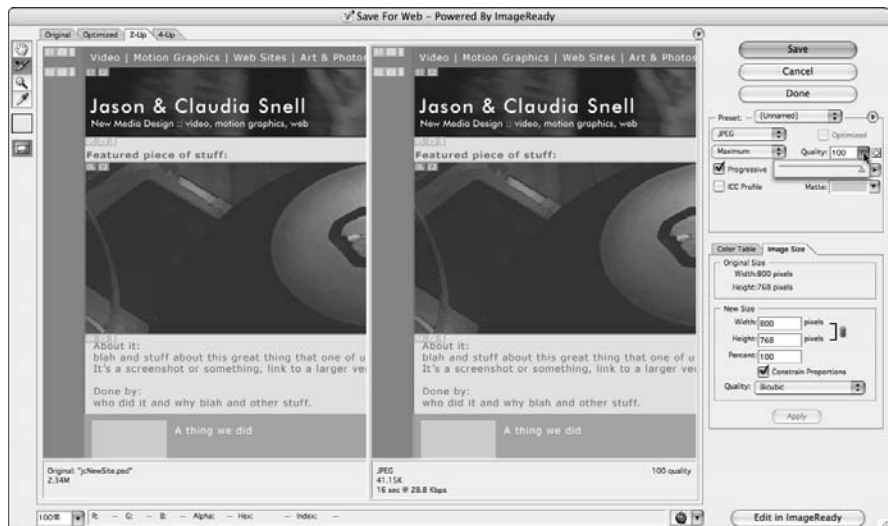 Save For Web – Powered By ImageReady
Original
Optimized
2-Up
4-Up
Video | Motion Graphics | Web Sites | Art & Photos
Jason & Claudia Snell
New Media Design :: video, motion graphics, web
Featured piece of stuff:
About it:
blah and stuff about this great thing that one of u
It's a screenshot or something, link to a larger ver
Done by:
who did it and why blah and other stuff.
A thing we did
Original: "jcNewSite.psd"
2.34M
Video | Motion Graphics | Web Sites | Art & Photos
Jason & Claudia Snell
New Media Design :: video, motion graphics, web
Featured piece of stuff:
About it:
blah and stuff about this great thing that one of u
It's a screenshot or something, link to a larger ver
Done by:
who did it and why blah and other stuff.
A thing we did
JPEG
100 quality
41.15K
16 sec @ 28.8 Kbps
Save
Cancel
Done
Preset: [Unnamed]
JPEG
Optimized
Maximum
Quality: 100
Progressive
ICC Profile
Matte:
Color Table
Image Size
Original Size
Width:800 pixels
Height:768 pixels
New Size
Width: 800 pixels
Height: 768 pixels
Percent: 100
Constrain Proportions
Quality: Bicubic
Apply
100%
R: -- G: -- B: -- Alpha: -- Hex: -- Index: --
Edit in ImageReady